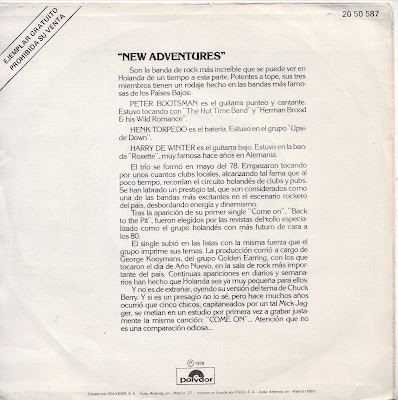 EJEMPLAR GRATUITO
PROHIBIDA SU VENTA
20 50 587
“NEW ADVENTURES”
Son la banda de rock más increíble que se puede ver en
Holanda de un tiempo a esta parte. Potentes a tope, sus tres
miembros tienen un rodaje hecho en las bandas más famo-
sas de los Países Bajos:
PETER BOOTSMAN es el guitarra punteo y cantante.
Estuvo tocando con "The Hot Time Band" y "Herman Brood
& his Wild Romance".
HENK TORPEDO es el batería. Estuvo en el grupo "Upsi-
de Down".
HARRY DE WINTER es el guitarra bajo. Estuvo en la ban-
da "Roxette", muy famosa hace años en Alemania.
El trío se formó en mayo del 78. Empezaron tocando
por unos cuantos clubs locales, alcanzando tal fama que al
poco tiempo, recorrían el circuito holandés de clubs y pubs.
Se han labrado un prestigio tal, que son considerados como
una de las bandas más excitantes en el escenario rockero
del país, desbordando energía y dinamismo.
Tras la aparición de su primer single "Come on", "Back
to the Pit", fueron elegidos por las revistas del rollo especia-
lizado como el grupo holandés con más futuro de cara a
los 80.
El single subió en las listas con la misma fuerza que el
grupo imprime sus temas. La producción corrió a cargo de
George Kooymans, del grupo Golden Earring, con los que
tocaron el día de Año Nuevo, en la sala de rock más impor-
tante del país. Continuas apariciones en diarios y semana-
rios han hecho que Holanda sea ya muy pequeña para ellos.
Y no es de extrañar, oyendo su versión del tema de Chuck
Berry. Y si es un presagio no lo sé, pero hace muchos años
ocurrió que cinco chicos, capitaneados por un tal Mick Jag-
ger, se metían en un estudio por primera vez a grabar justa-
mente la misma canción: "COME ON"... Atención que no
es una comparación odiosa...
℗ 1979
polydor
Editado por POLYDOR, S. A.